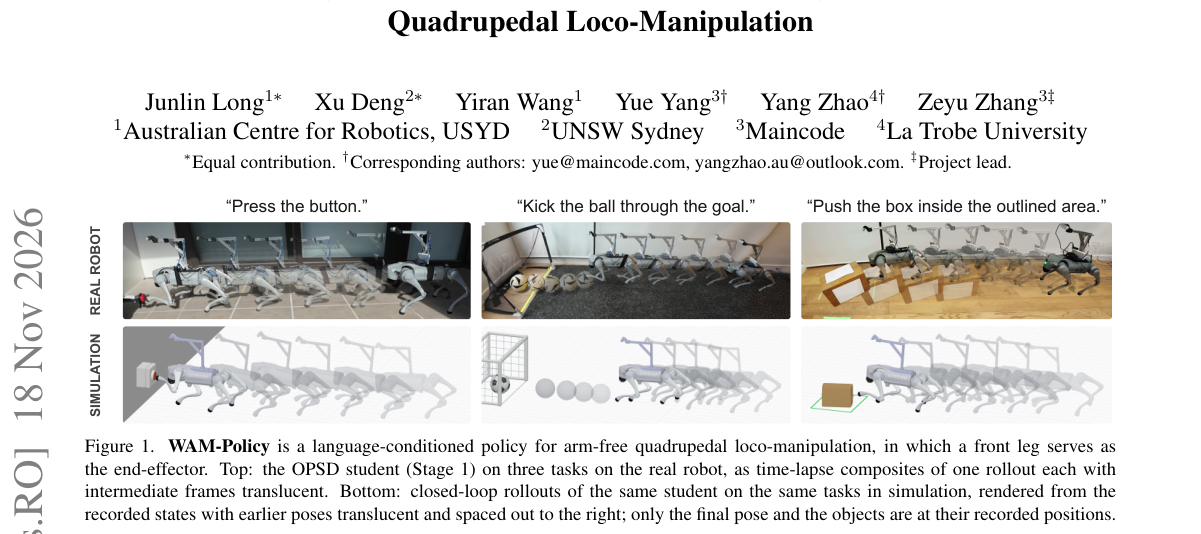 Quadrupedal Loco-Manipulation
Junlin Long1* Xu Deng2* Yiran Wang1 Yue Yang3† Yang Zhao4† Zeyu Zhang3‡
1Australian Centre for Robotics, USYD 2UNSW Sydney 3Maincode 4La Trobe University
*Equal contribution. †Corresponding authors: yue@maincode.com, yangzhao.au@outlook.com. ‡Project lead.
s.RO] 18 Nov 2026
“Press the button.” “Kick the ball through the goal.” “Push the box inside the outlined area.”
REAL ROBOT
SIMULATION
Figure 1. WAM-Policy is a language-conditioned policy for arm-free quadrupedal loco-manipulation, in which a front leg serves as
the end-effector. Top: the OPSD student (Stage 1) on three tasks on the real robot, as time-lapse composites of one rollout each with
intermediate frames translucent. Bottom: closed-loop rollouts of the same student on the same tasks in simulation, rendered from the
recorded states with earlier poses translucent and spaced out to the right; only the final pose and the objects are at their recorded positions.